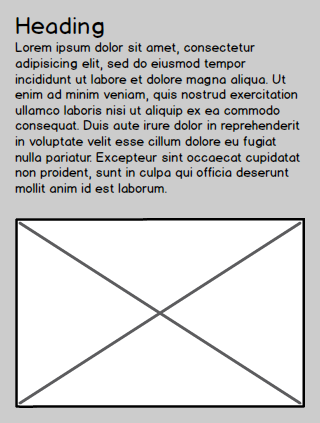 Heading
Lorem ipsum dolor sit amet, consectetur
adipisicing elit, sed do eiusmod tempor
incididunt ut labore et dolore magna aliqua. Ut
enim ad minim veniam, quis nostrud exercitation
ullamco laboris nisi ut aliquip ex ea commodo
consequat. Duis aute irure dolor in reprehenderit
in voluptate velit esse cillum dolore eu fugiat
nulla pariatur. Excepteur sint occaecat cupidatat
non proident, sunt in culpa qui officia deserunt
mollit anim id est laborum.